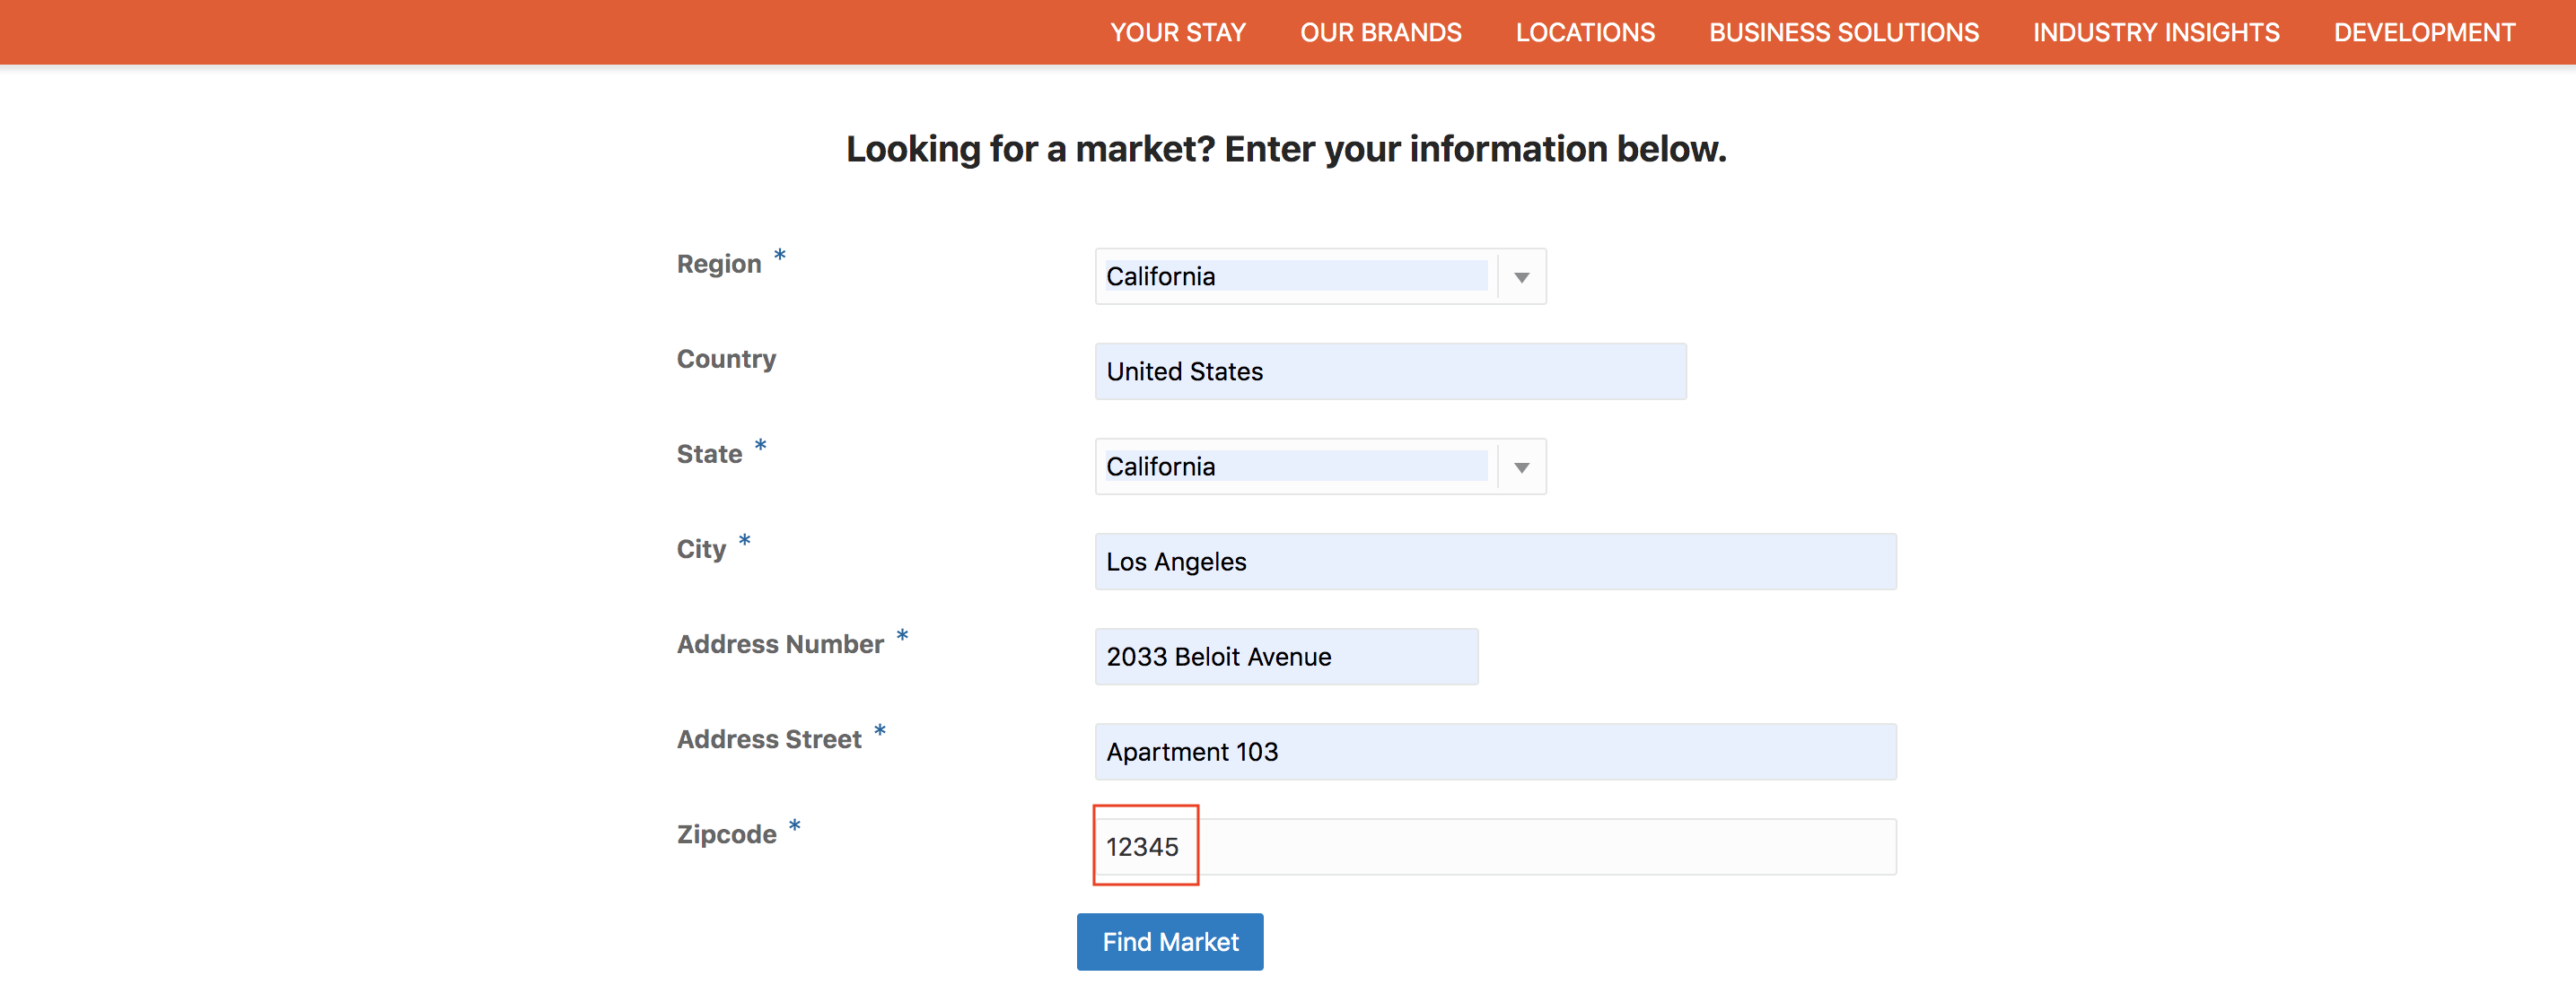 YOUR STAY OUR BRANDS LOCATIONS BUSINESS SOLUTIONS INDUSTRY INSIGHTS DEVELOPMENT
Looking for a market? Enter your information below.
Region * California
Country United States
State * California
City * Los Angeles
Address Number * 2033 Beloit Avenue
Address Street * Apartment 103
Zipcode * 12345
Find Market